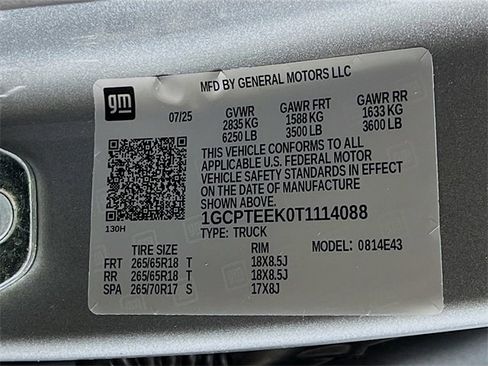 gm
MFD BY GENERAL MOTORS LLC
07/25 GVWR GAWR FRT GAWR RR
2835 KG 1588 KG 1633 KG
6250 LB 3500 LB 3600 LB
THIS VEHICLE CONFORMS TO ALL
APPLICABLE U.S. FEDERAL MOTOR
VEHICLE SAFETY STANDARDS IN EFFECT
ON THE DATE OF MANUFACTURE
SHOWN ABOVE.
1GCPTEEK0T1114088
130H TYPE: TRUCK
TIRE SIZE RIM MODEL: 0814E43
FRT 265/65R18 T 18X8.5J
RR 265/65R18 T 18X8.5J
SPA 265/70R17 S 17X8J